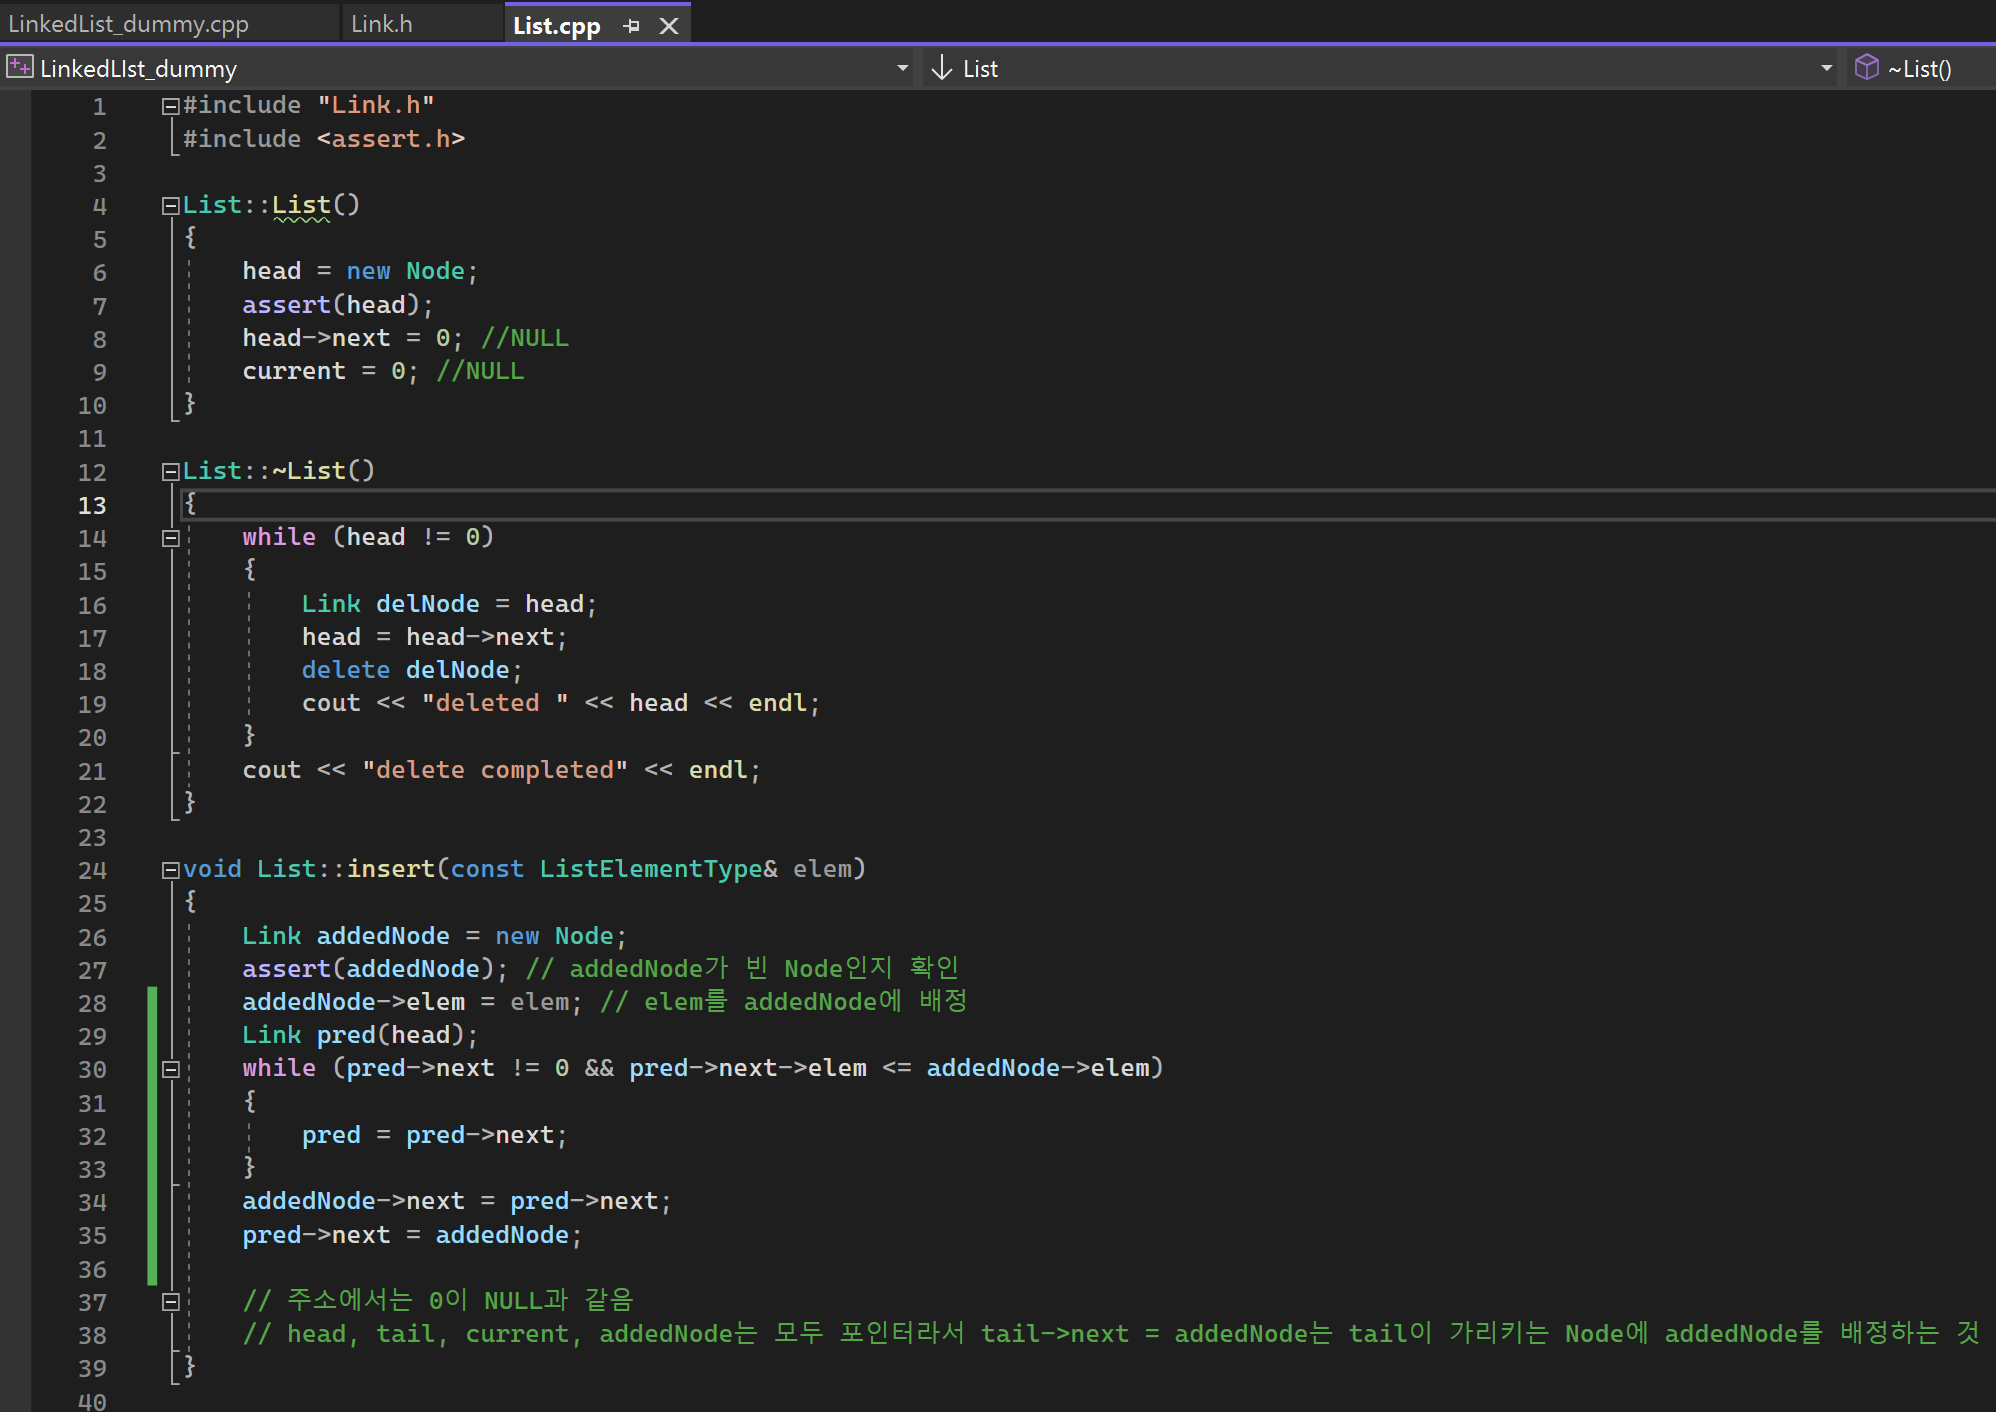 LinkedList_dummy.cpp Link.h List.cpp
LinkedLIst_dummy List ~List()
1 #include "Link.h"
2 #include <assert.h>
3
4 List::List()
5 {
6 head = new Node;
7 assert(head);
8 head->next = 0; //NULL
9 current = 0; //NULL
10 }
11
12 List::~List()
13 {
14 while (head != 0)
15 {
16 Link delNode = head;
17 head = head->next;
18 delete delNode;
19 cout << "deleted " << head << endl;
20 }
21 cout << "delete completed" << endl;
22 }
23
24 void List::insert(const ListElementType& elem)
25 {
26 Link addedNode = new Node;
27 assert(addedNode); // addedNode가 빈 Node인지 확인
28 addedNode->elem = elem; // elem를 addedNode에 배정
29 Link pred(head);
30 while (pred->next != 0 && pred->next->elem <= addedNode->elem)
31 {
32 pred = pred->next;
33 }
34 addedNode->next = pred->next;
35 pred->next = addedNode;
36
37 // 주소에서는 0이 NULL과 같음
38 // head, tail, current, addedNode는 모두 포인터라서 tail->next = addedNode는 tail이 가리키는 Node에 addedNode를 배정하는 것
39 }
40